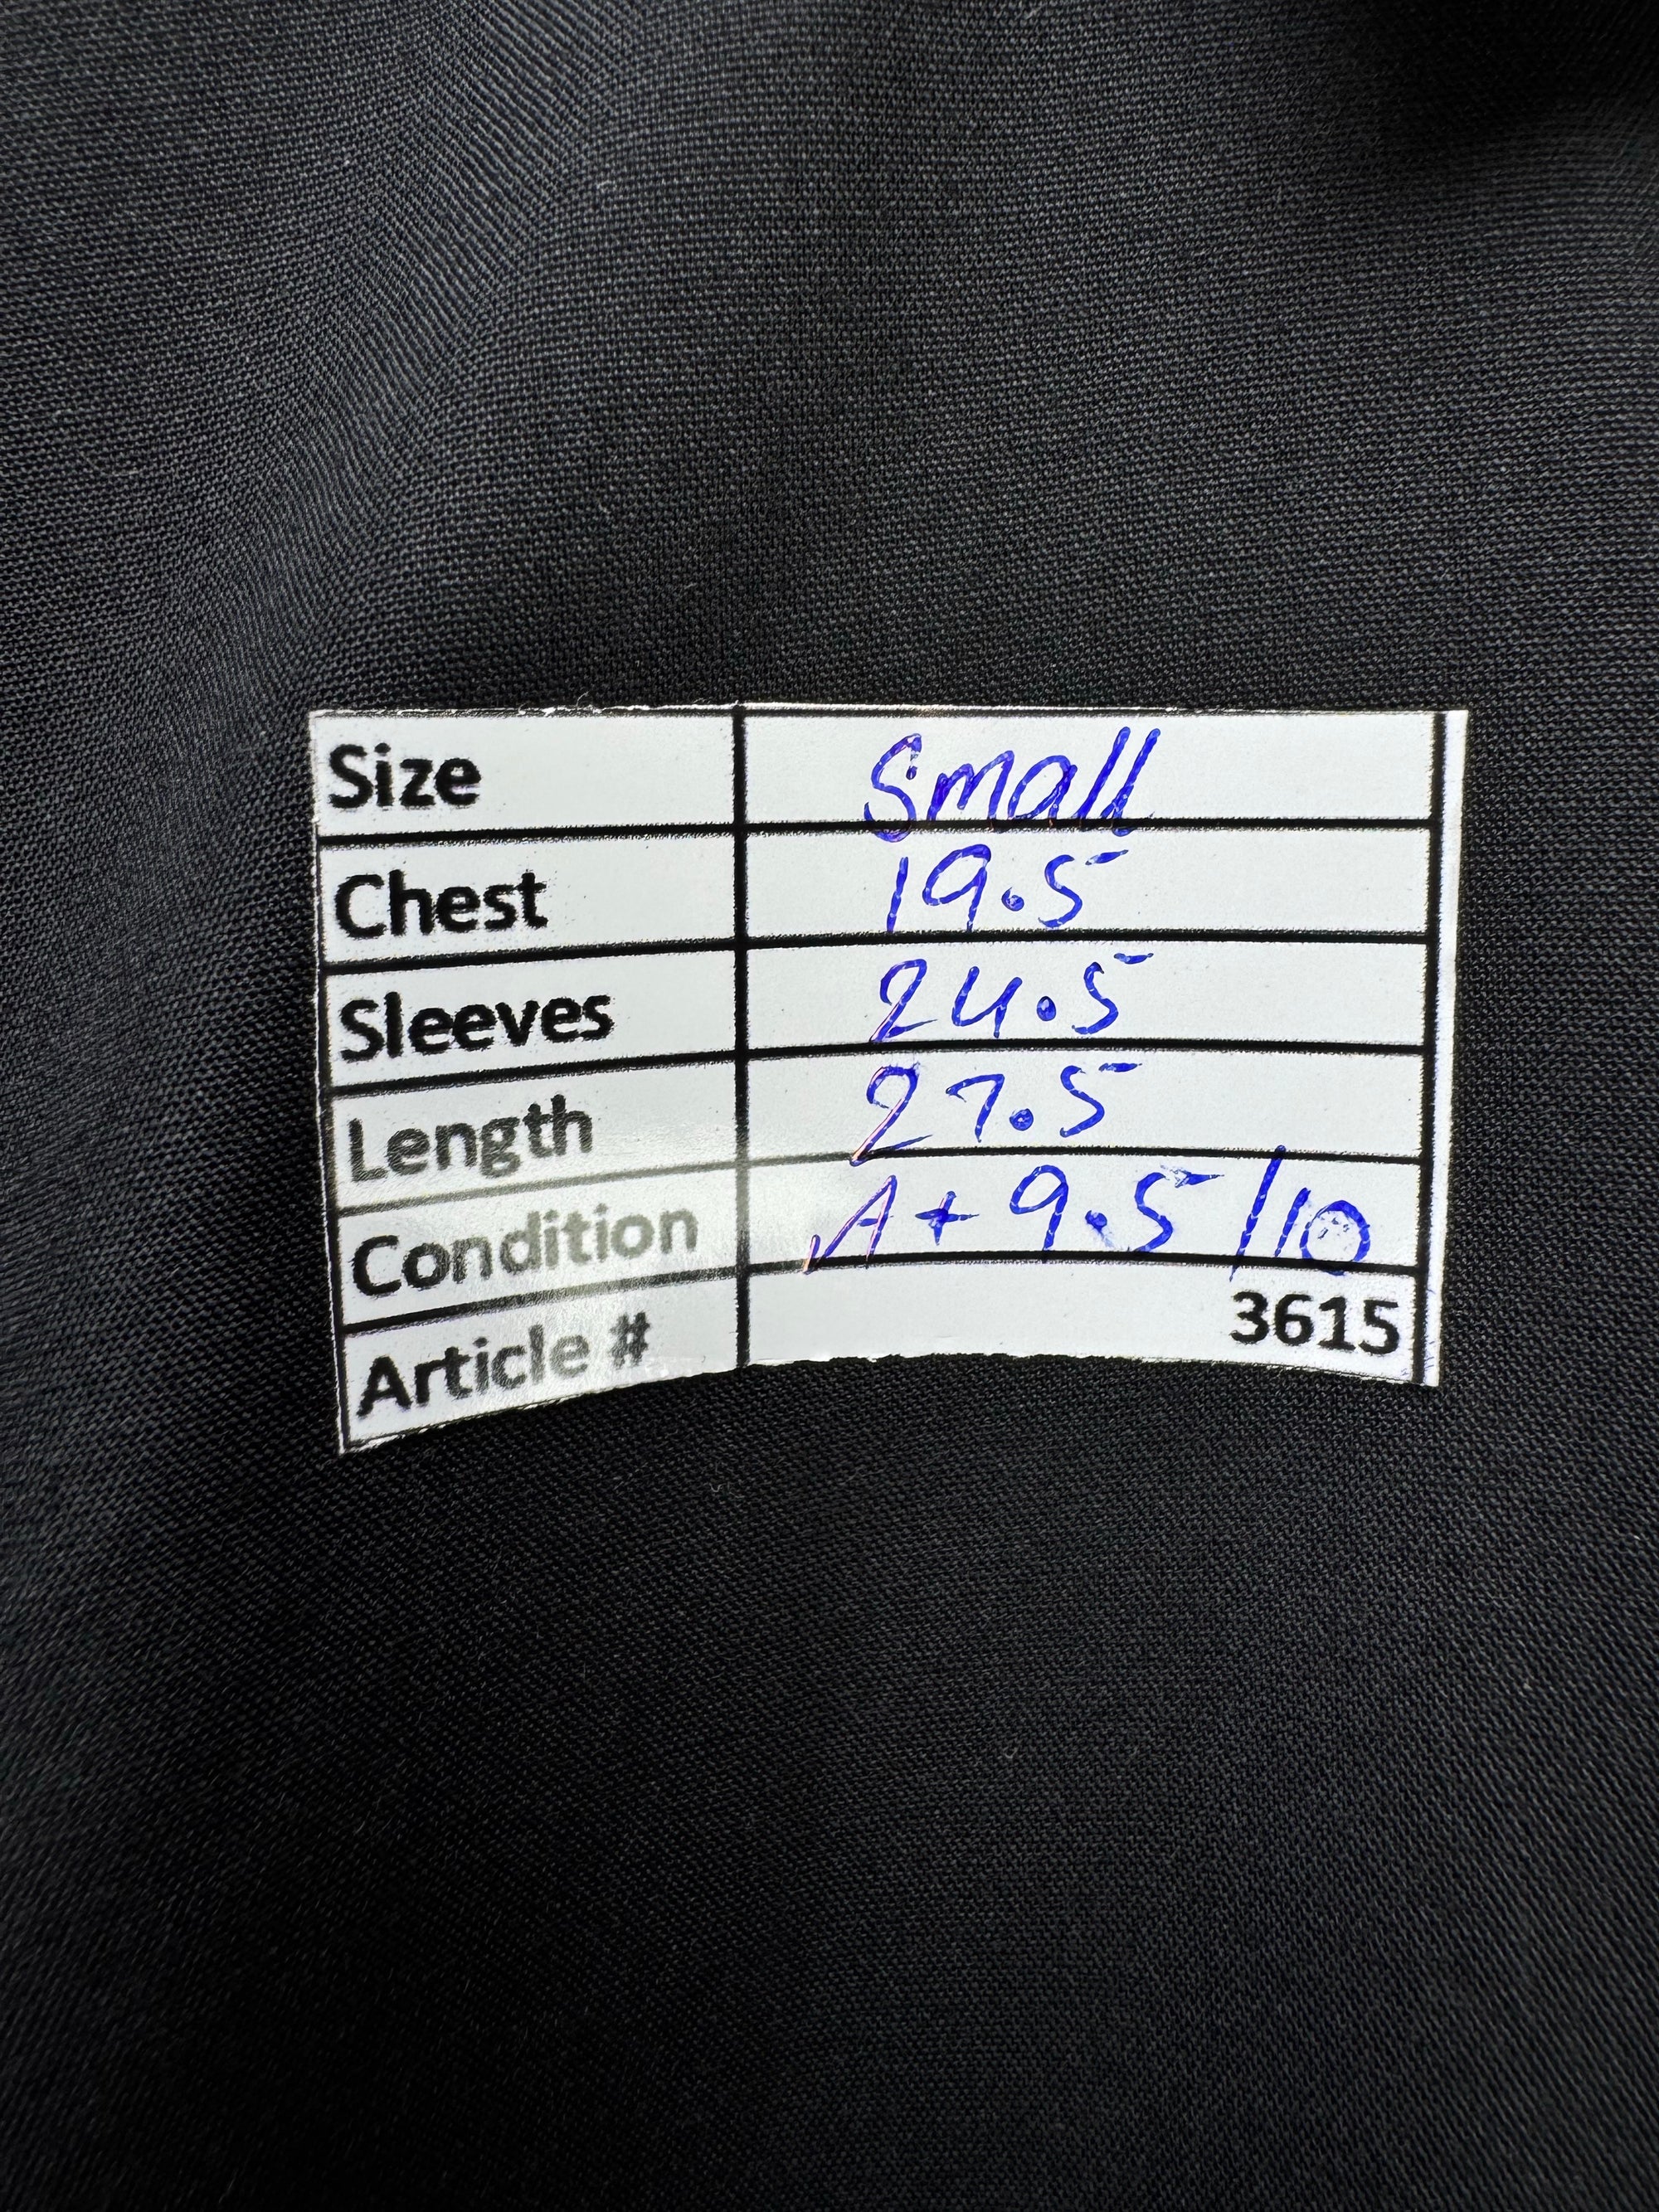 Size Small
Chest 19.5
Sleeves 24.5
Length 27.5
Condition A+ 9.5/10
Article # 3615